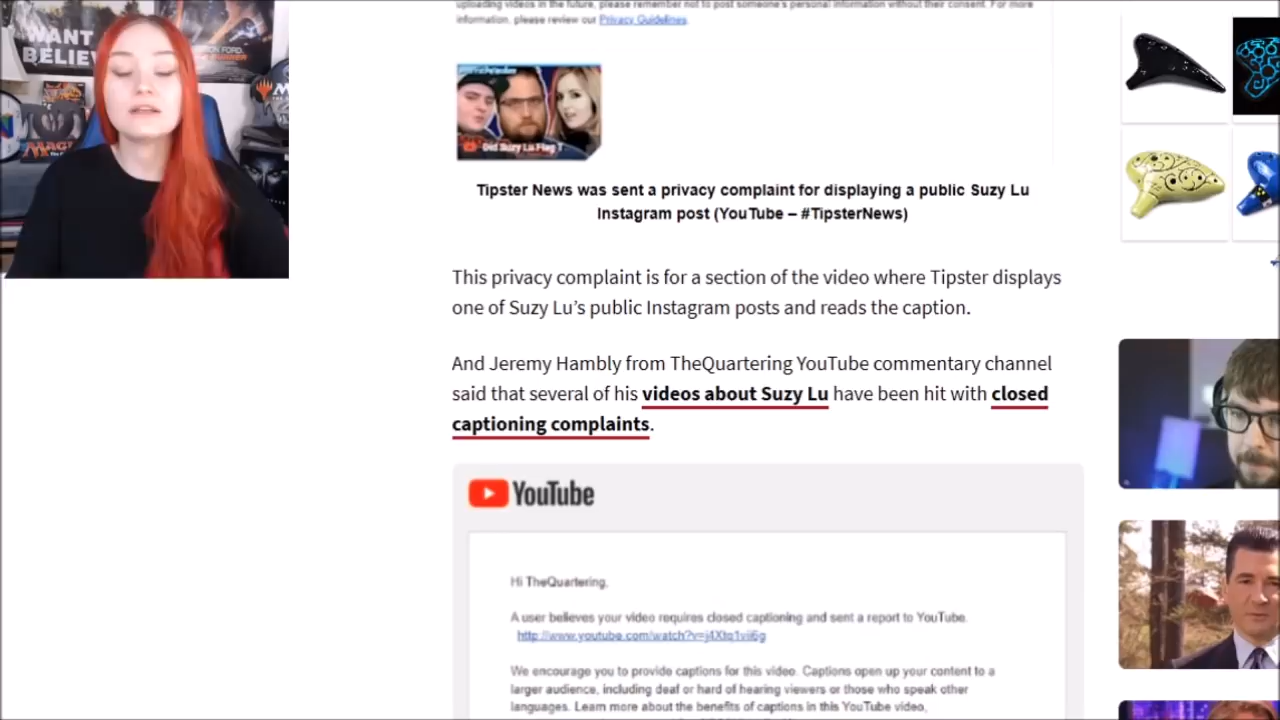 WANT
BELIEV
MAGIC
uploading videos in the future, please remember not to post someone's personal information without their consent. For more
information, please review our Privacy Guidelines.
Did Suzy Lu Flag T
Tipster News was sent a privacy complaint for displaying a public Suzy Lu
Instagram post (YouTube – #TipsterNews)
This privacy complaint is for a section of the video where Tipster displays
one of Suzy Lu’s public Instagram posts and reads the caption.
And Jeremy Hambly from TheQuartering YouTube commentary channel
said that several of his videos about Suzy Lu have been hit with closed
captioning complaints.
YouTube
Hi TheQuartering,
A user believes your video requires closed captioning and sent a report to YouTube.
We encourage you to provide captions for this video. Captions open up your content to a
larger audience, including deaf or hard of hearing viewers or those who speak other
languages. Learn more about the benefits of captions in this YouTube video,